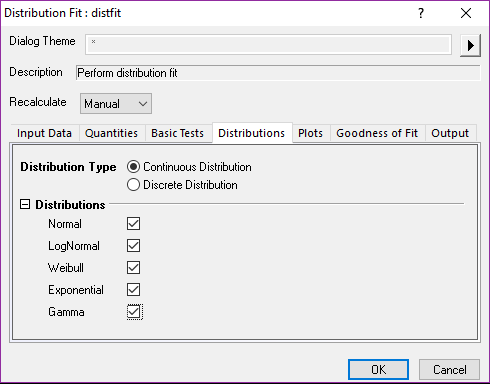 Distribution Fit : distfit
Dialog Theme *
Description Perform distribution fit
Recalculate Manual
Input Data Quantities Basic Tests Distributions Plots Goodness of Fit Output
Distribution Type Continuous Distribution
Discrete Distribution
Distributions
Normal
LogNormal
Weibull
Exponential
Gamma
OK Cancel